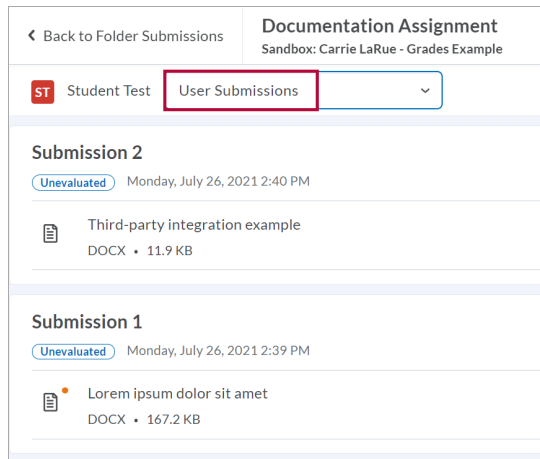 Back to Folder Submissions
Documentation Assignment
Sandbox: Carrie LaRue - Grades Example
ST Student Test User Submissions
Submission 2
Unevaluated Monday, July 26, 2021 2:40 PM
Third-party integration example
DOCX • 11.9 KB
Submission 1
Unevaluated Monday, July 26, 2021 2:39 PM
Lorem ipsum dolor sit amet
DOCX • 167.2 KB